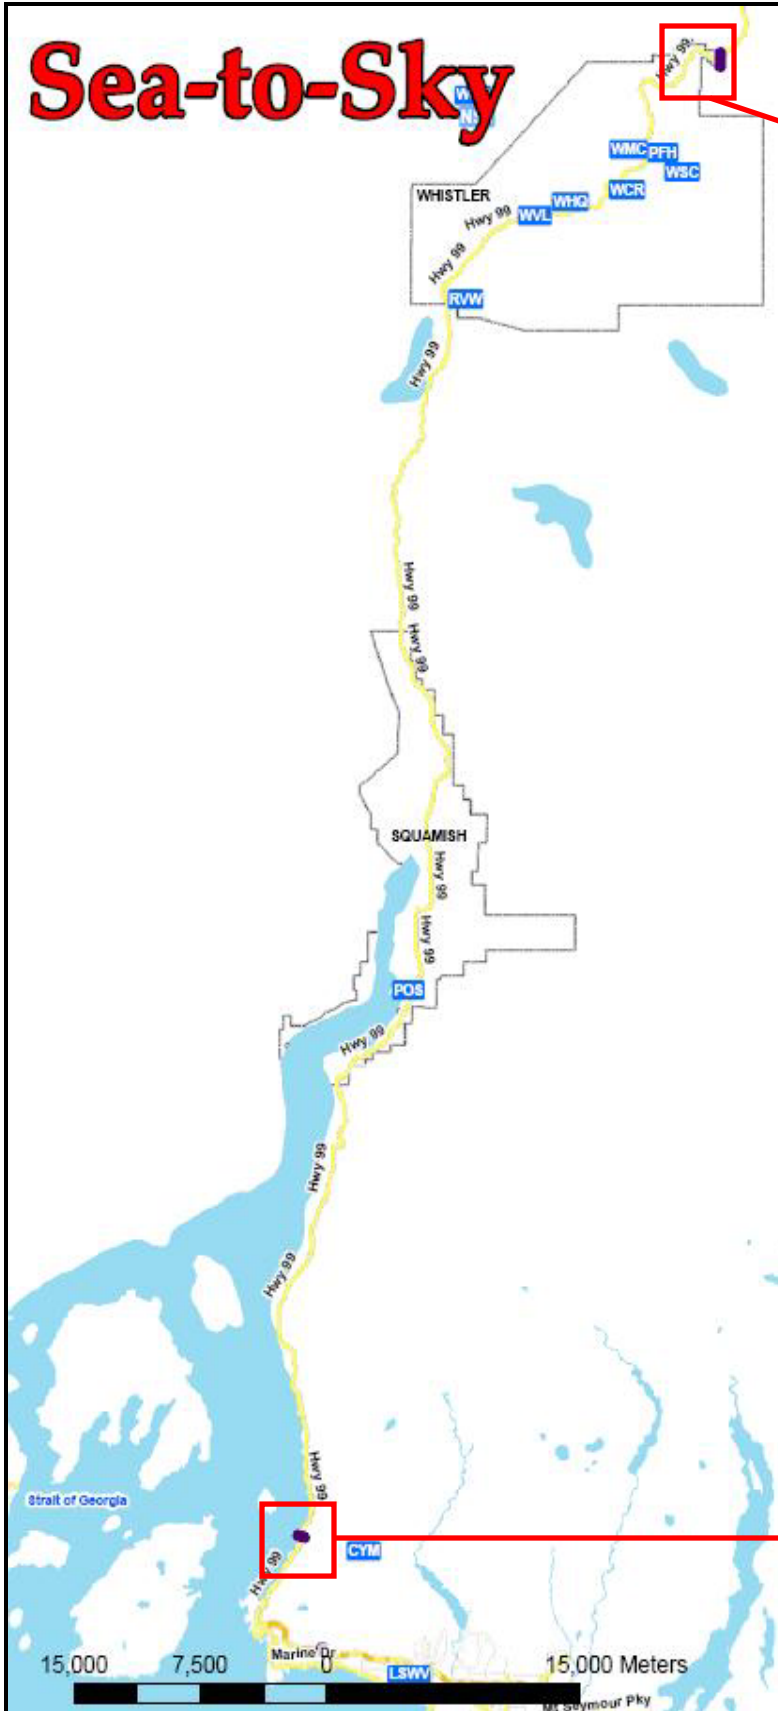 Sea-to-Sky
Hwy 99
WMC
PFH
WSC
WCR
WHISTLER
WHQ
WVL
Hwy 99
Hwy 99
RVW
Hwy 99
Hwy 99
Hwy 99
SQUAMISH
Hwy 99
Hwy 99
POS
Hwy 99
Hwy 99
Hwy 99
Hwy 99
Strait of Georgia
CYM
Hwy 99
Marine Dr
15,000 7,500 0 15,000 Meters
LSWV
Mt Seymour Pky